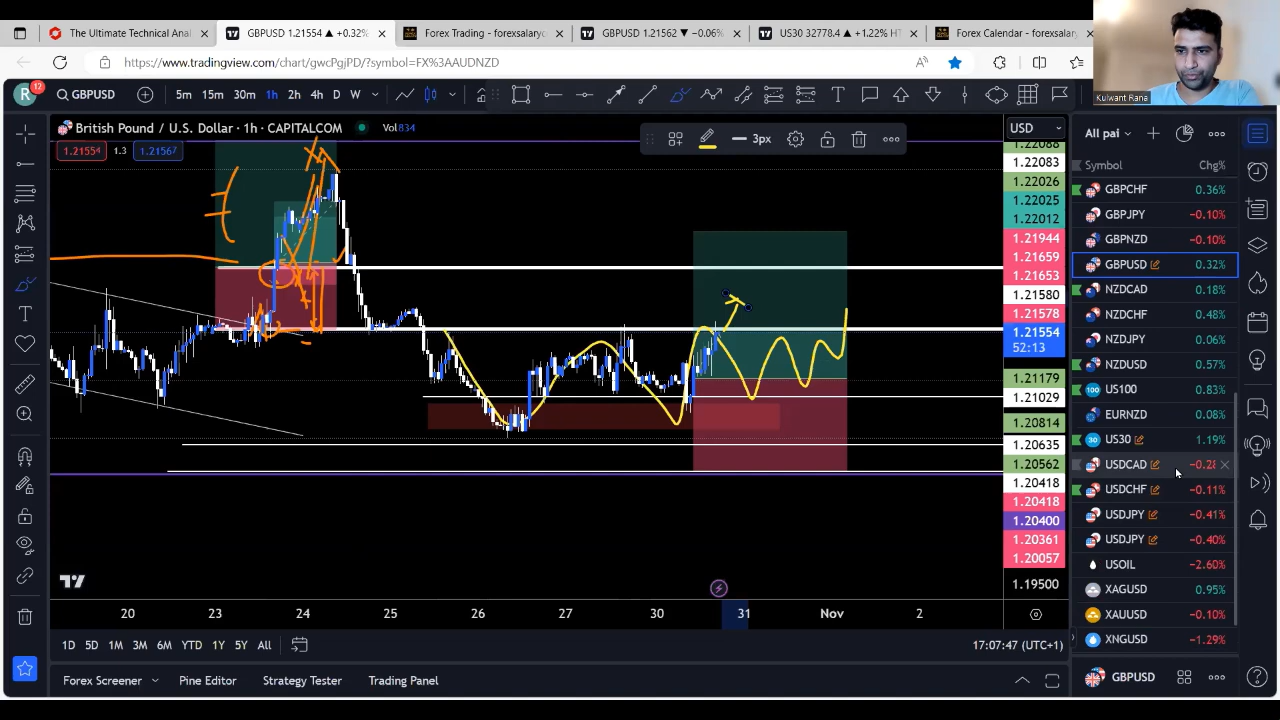 The Ultimate Technical Anal
GBPUSD 1.21554 ▲ +0.32%
Forex Trading - forexsalaryc
GBPUSD 1.21562 ▼ −0.06%
US30 32778.4 ▲ +1.22% HT
Forex Calendar - forexsalary
https://www.tradingview.com/chart/gwcPgjPD/?symbol=FX%3AAUDNZD
Kulwant Rana
R 12
GBPUSD
5m 15m 30m 1h 2h 4h D W
British Pound / U.S. Dollar · 1h · CAPITALCOM
Vol 834
1.21554 1.3 1.21567
3px
USD
1.22088
1.22083
1.22026
1.22025
1.22012
1.21944
1.21659
1.21653
1.21580
1.21578
1.21554
52:13
1.21179
1.21029
1.20814
1.20635
1.20562
1.20418
1.20418
1.20400
1.20361
1.20057
1.19500
20 23 24 25 26 27 30 31 Nov 2
1D 5D 1M 3M 6M YTD 1Y 5Y All
17:07:47 (UTC+1)
Forex Screener
Pine Editor
Strategy Tester
Trading Panel
All pai
Symbol Chg%
GBPCHF 0.36%
GBPJPY −0.10%
GBPNZD −0.10%
GBPUSD 0.32%
NZDCAD 0.18%
NZDCHF 0.48%
NZDJPY 0.06%
NZDUSD 0.57%
100 US100 0.83%
EURNZD 0.08%
30 US30 1.19%
USDCAD −0.28
USDCHF −0.11%
USDJPY −0.41%
USDJPY −0.40%
USOIL −2.60%
XAGUSD 0.95%
XAUUSD −0.10%
XNGUSD −1.29%
GBPUSD